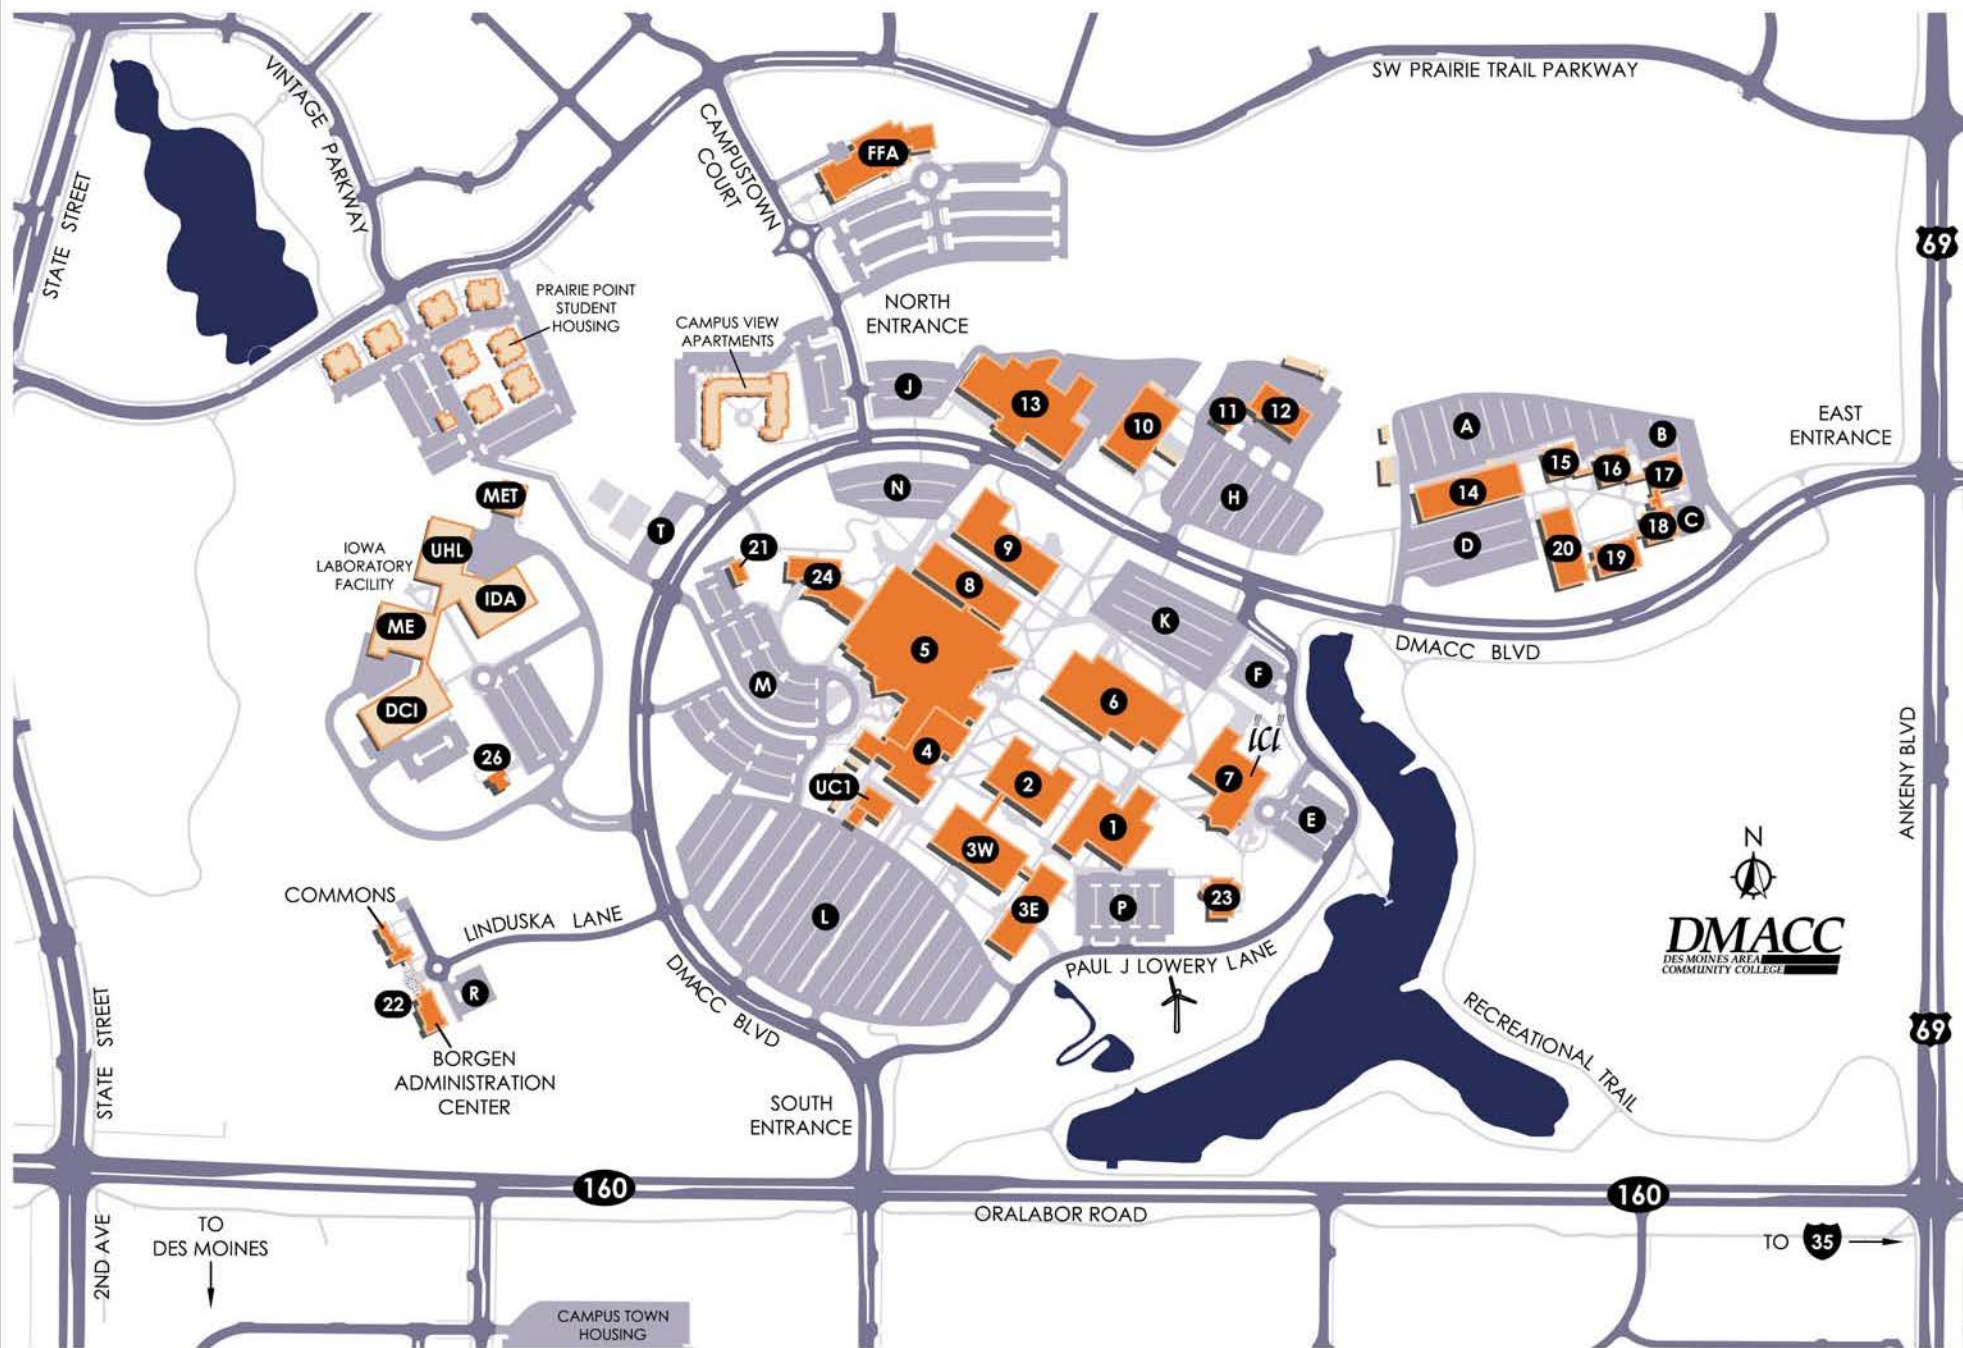 SW PRAIRIE TRAIL PARKWAY
VINTAGE PARKWAY
STATE STREET
CAMPUSTOWN
COURT
FFA
69
PRAIRIE POINT
STUDENT
HOUSING
CAMPUS VIEW
APARTMENTS
NORTH
ENTRANCE
J
13
10
11
12
A
B
EAST
ENTRANCE
15
16
17
14
18
C
D
20
19
H
N
MET
T
UHL
IOWA
LABORATORY
FACILITY
IDA
ME
DCI
26
21
24
9
8
5
K
M
F
6
DMACC BLVD
ici
4
2
7
UC1
1
E
3W
3E
P
23
L
ANKENY BLVD
N
DMACC
DES MOINES AREA
COMMUNITY COLLEGE
COMMONS
LINDUSKA LANE
22
R
BORGEN
ADMINISTRATION
CENTER
DMACC BLVD
PAUL J LOWERY LANE
RECREATIONAL TRAIL
69
STATE STREET
SOUTH
ENTRANCE
160
160
ORALABOR ROAD
2ND AVE
TO
DES MOINES
TO 35
CAMPUS TOWN
HOUSING